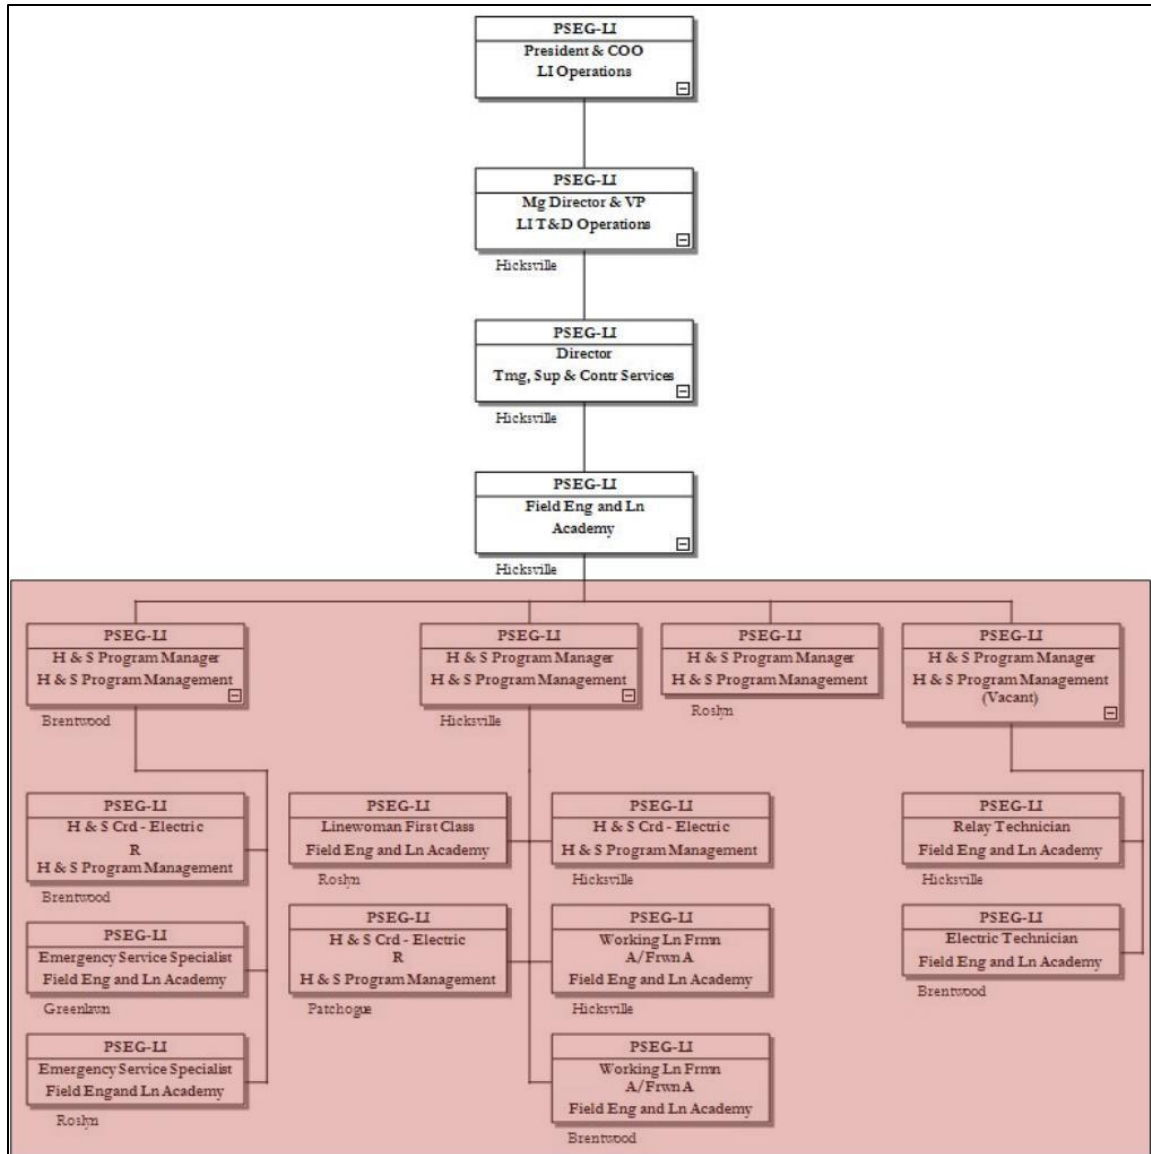 PSEG-LI
President & COO
LI Operations
PSEG-LI
Mg Director & VP
LI T&D Operations
Hicksville
PSEG-LI
Director
Tmg, Sup & Contr Services
Hicksville
PSEG-LI
Field Eng and Ln
Academy
Hicksville
PSEG-LI
H & S Program Manager
H & S Program Management
Brentwood
PSEG-LI
H & S Program Manager
H & S Program Management
Hicksville
PSEG-LI
H & S Program Manager
H & S Program Management
Roslyn
PSEG-LI
H & S Program Manager
H & S Program Management
(Vacant)
PSEG-LI
H & S Crd - Electric
R
H & S Program Management
Brentwood
PSEG-LI
Emergency Service Specialist
Field Eng and Ln Academy
Greenlawn
PSEG-LI
Emergency Service Specialist
Field Engand Ln Academy
Roslyn
PSEG-LI
Linewoman First Class
Field Eng and Ln Academy
Roslyn
PSEG-LI
H & S Crd - Electric
R
H & S Program Management
Patchogue
PSEG-LI
H & S Crd - Electric
H & S Program Management
Hicksville
PSEG-LI
Working Ln Frmn
A/Frwn A
Field Eng and Ln Academy
Hicksville
PSEG-LI
Working Ln Frmn
A/Frwn A
Field Eng and Ln Academy
Brentwood
PSEG-LI
Relay Technician
Field Eng and Ln Academy
Hicksville
PSEG-LI
Electric Technician
Field Eng and Ln Academy
Brentwood